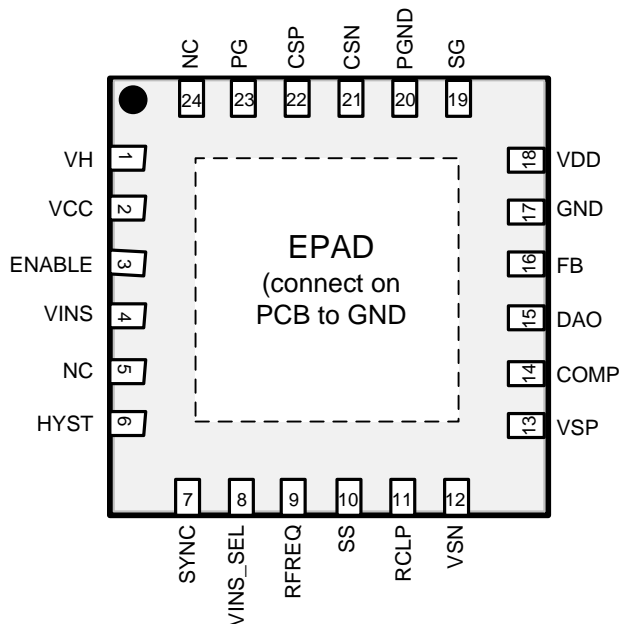 NC
PG
CSP
CSN
PGND
SG
24
23
22
21
20
19
VH
1
VCC
2
ENABLE
3
VINS
4
NC
5
HYST
6
18
VDD
17
GND
16
FB
15
DAO
14
COMP
13
VSP
EPAD
(connect on
PCB to GND
7
8
9
10
11
12
SYNC
VINS_SEL
RFREQ
SS
RCLP
VSN